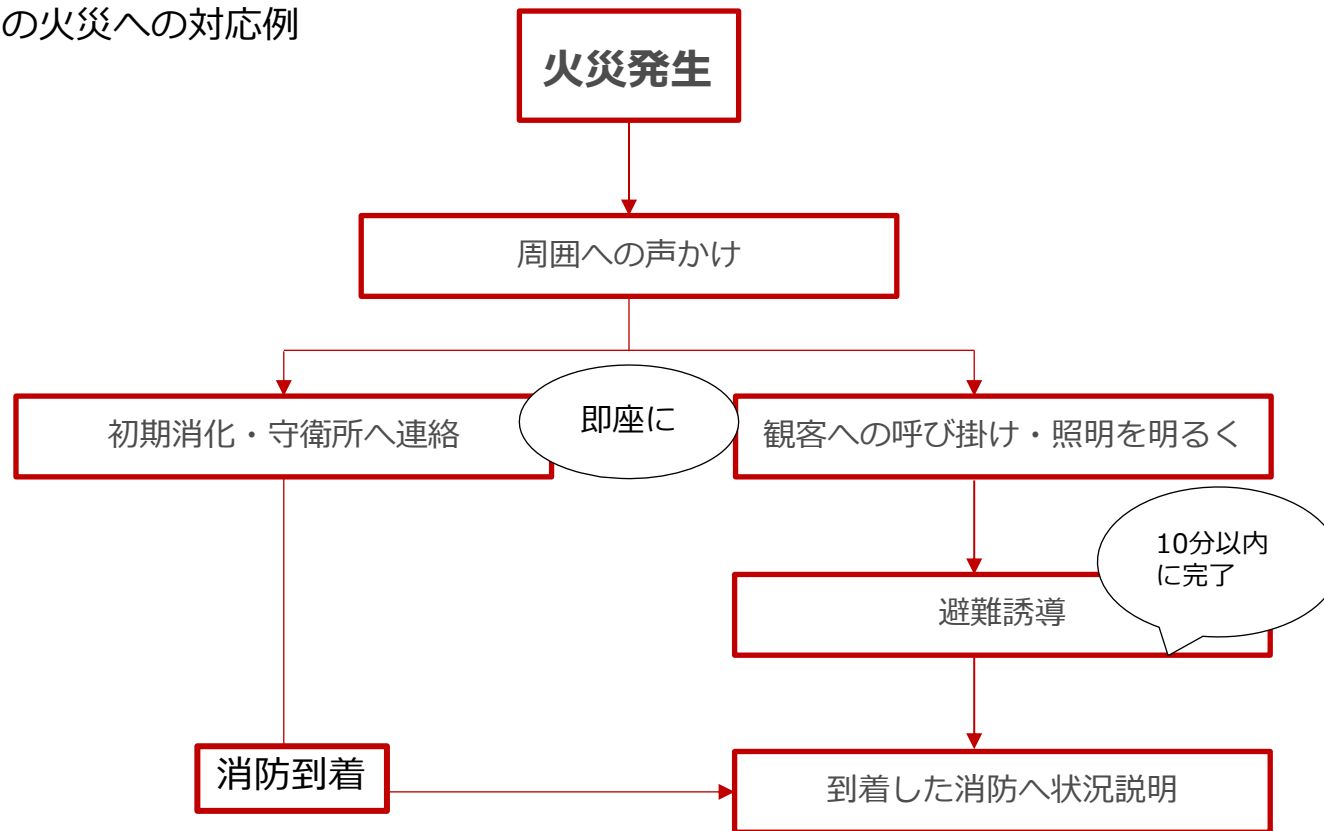 の火災への対応例
火災発生
周囲への声かけ
初期消化・守衛所へ連絡
即座に
観客への呼び掛け・照明を明るく
10分以内
に完了
避難誘導
消防到着
到着した消防へ状況説明